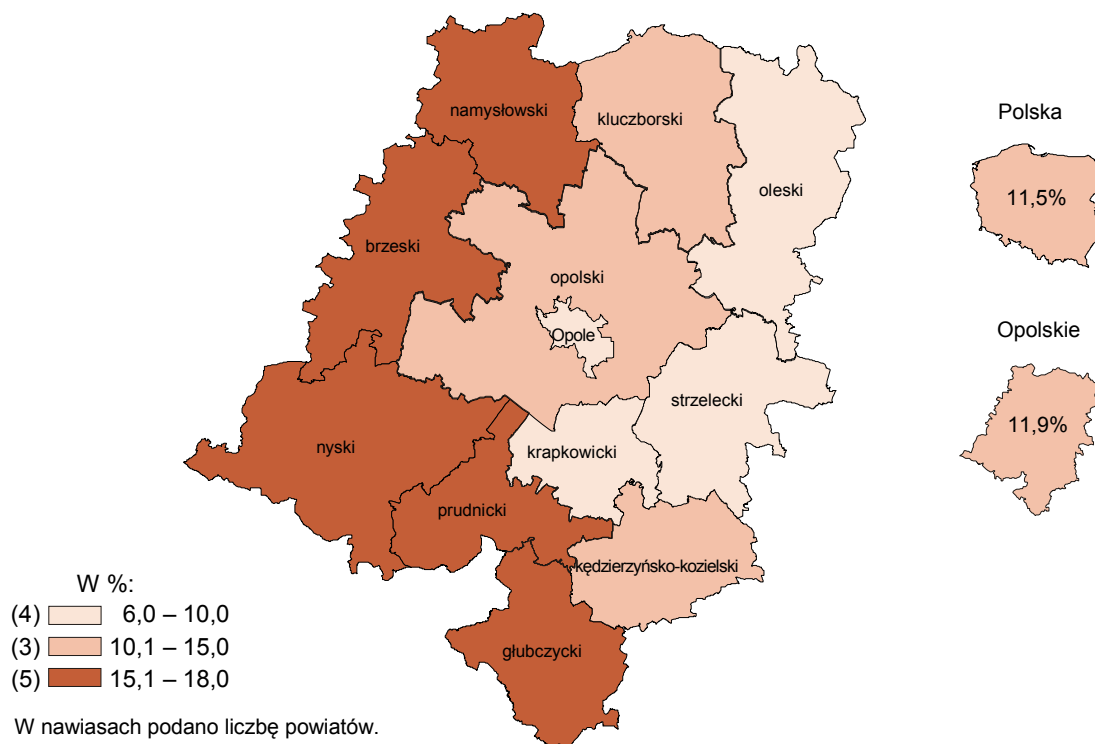 namysłowski
kluczborski
oleski
brzeski
opolski
Opole
strzelecki
krapkowicki
nyski
prudnicki
kędzierzyńsko-kozielski
głubczycki
Polska
11,5%
Opolskie
11,9%
W %:
(4) 6,0 – 10,0
(3) 10,1 – 15,0
(5) 15,1 – 18,0
W nawiasach podano liczbę powiatów.